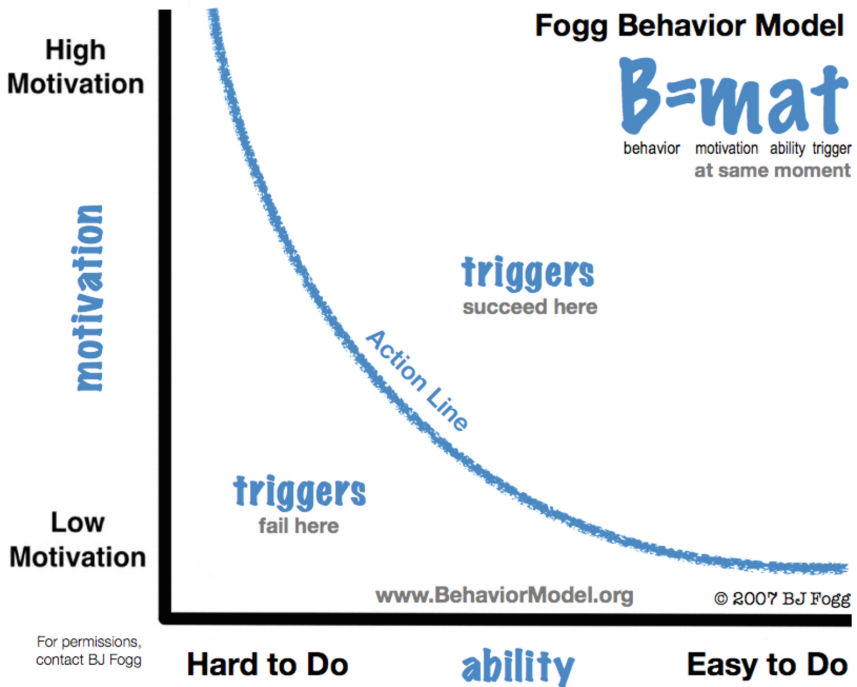 Fogg Behavior Model
B=mat
behavior motivation ability trigger
at same moment
High
Motivation
motivation
triggers
succeed here
Action Line
triggers
fail here
Low
Motivation
www.BehaviorModel.org
© 2007 BJ Fogg
For permissions,
contact BJ Fogg
Hard to Do
ability
Easy to Do